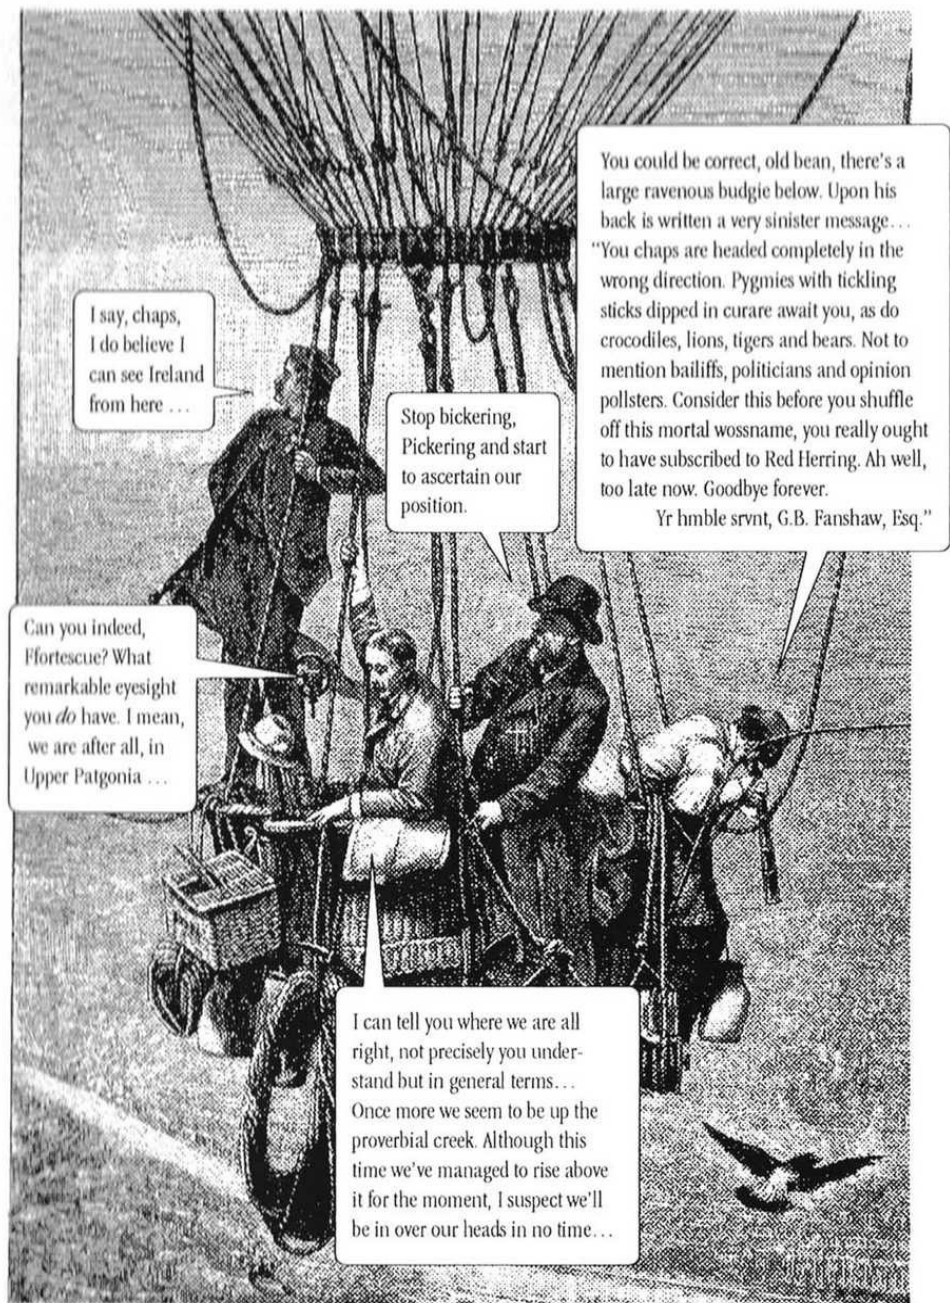 I say, chaps,
I do believe I
can see Ireland
from here ...
Can you indeed,
Ffortescue? What
remarkable eyesight
you do have. I mean,
we are after all, in
Upper Patgonia ...
Stop bickering,
Pickering and start
to ascertain our
position.
I can tell you where we are all
right, not precisely you under-
stand but in general terms...
Once more we seem to be up the
proverbial creek. Although this
time we've managed to rise above
it for the moment, I suspect we'll
be in over our heads in no time...
You could be correct, old bean, there's a
large ravenous budgie below. Upon his
back is written a very sinister message...
"You chaps are headed completely in the
wrong direction. Pygmies with tickling
sticks dipped in curare await you, as do
crocodiles, lions, tigers and bears. Not to
mention bailiffs, politicians and opinion
pollsters. Consider this before you shuffle
off this mortal wossname, you really ought
to have subscribed to Red Herring. Ah well,
too late now. Goodbye forever.
Yr hmble srvnt, G.B. Fanshaw, Esq."